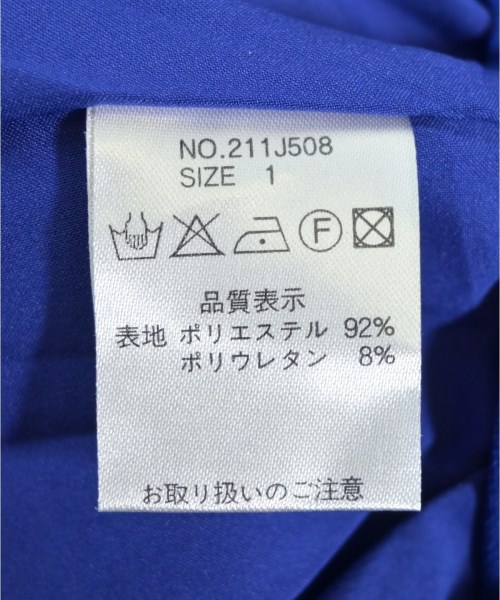 NO.211J508
SIZE 1
F
品質表示
表地 ポリエステル 92%
ポリウレタン 8%
お取り扱いのご注意